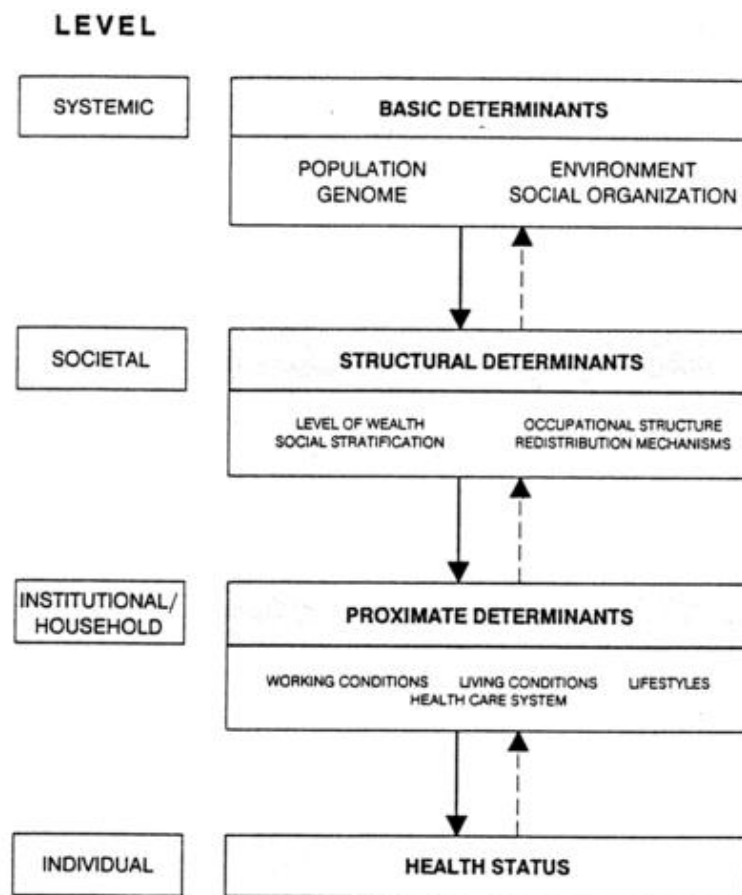 LEVEL
SYSTEMIC
BASIC DETERMINANTS
POPULATION ENVIRONMENT
GENOME SOCIAL ORGANIZATION
SOCIETAL
STRUCTURAL DETERMINANTS
LEVEL OF WEALTH OCCUPATIONAL STRUCTURE
SOCIAL STRATIFICATION REDISTRIBUTION MECHANISMS
INSTITUTIONAL/
HOUSEHOLD
PROXIMATE DETERMINANTS
WORKING CONDITIONS LIVING CONDITIONS LIFESTYLES
HEALTH CARE SYSTEM
INDIVIDUAL
HEALTH STATUS